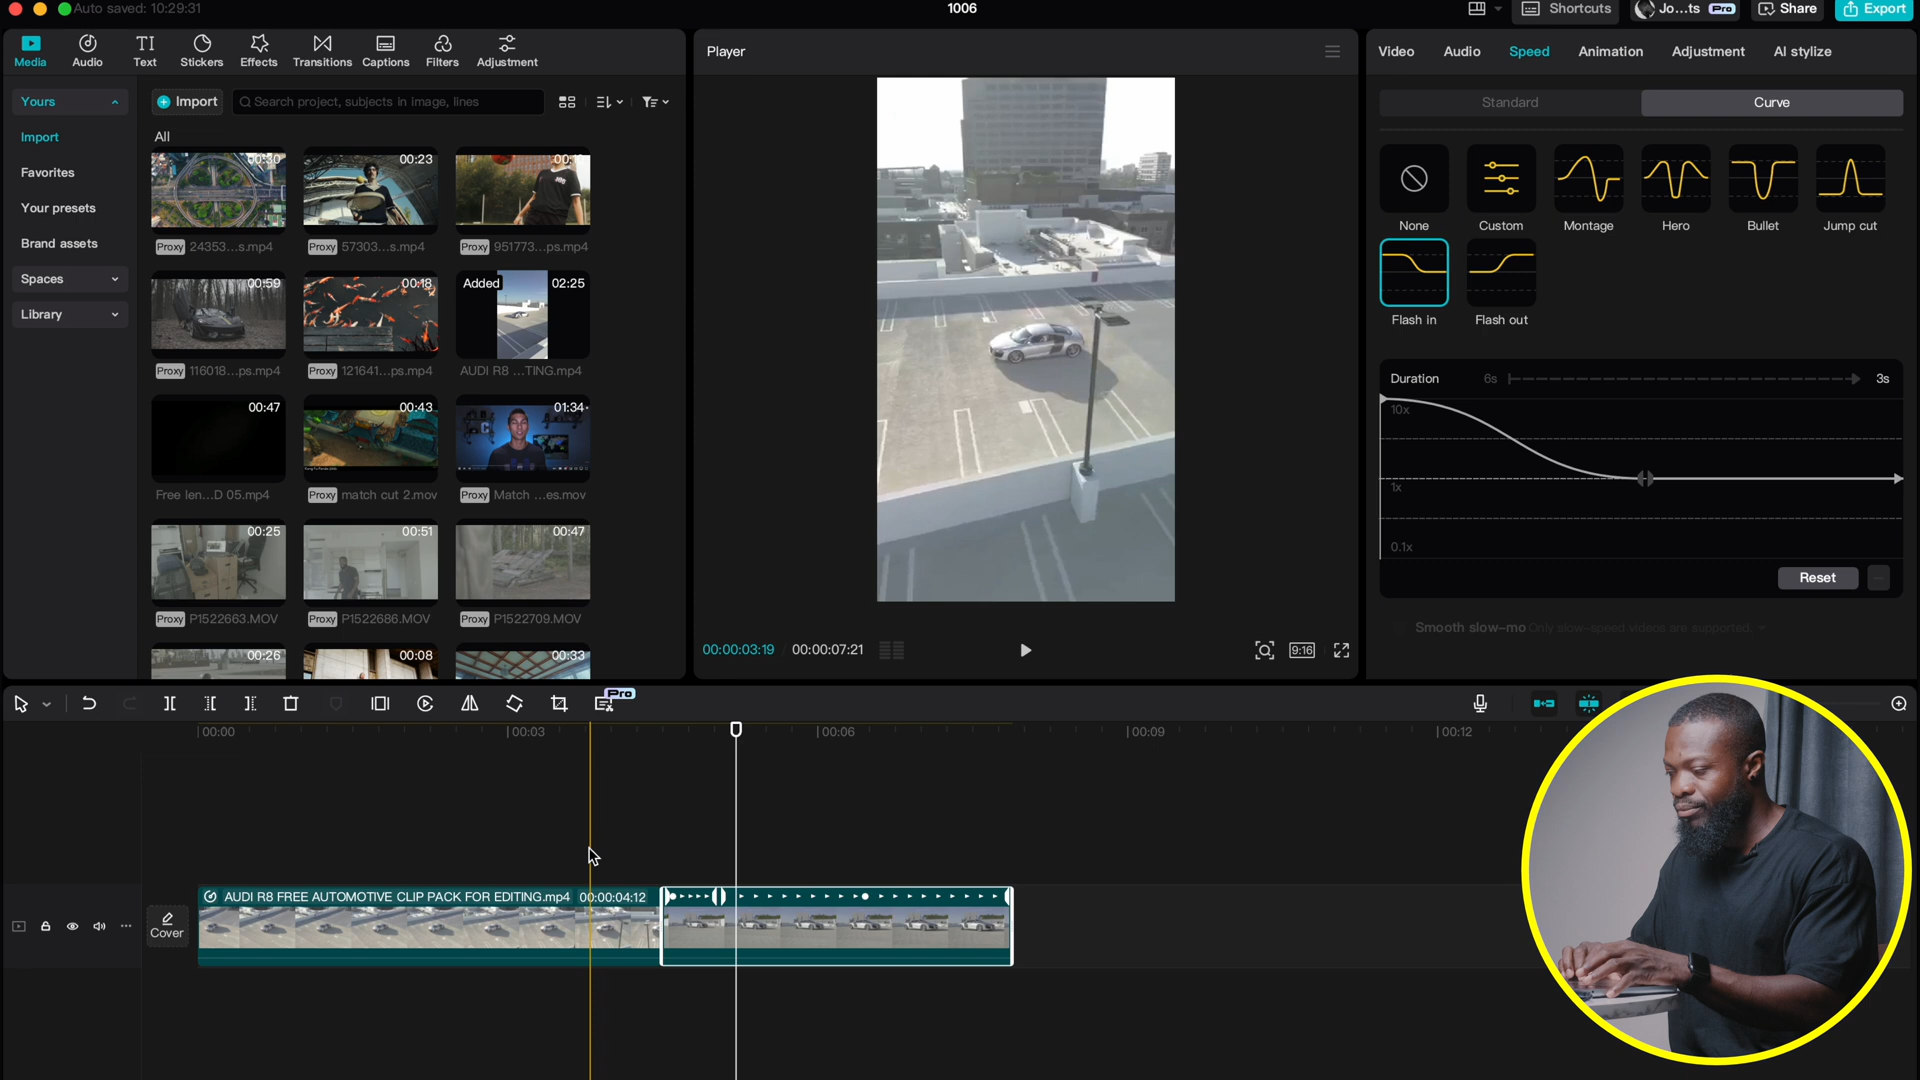 Auto saved: 10:29:31
1006
Shortcuts
Jo...ts
Pro
Share
Export
Media
Audio
Text
Stickers
Effects
Transitions
Captions
Filters
Adjustment
Yours
Import
Favorites
Your presets
Brand assets
Spaces
Library
Import
Search project, subjects in image, lines
All
00:30
00:23
Proxy 24353...s.mp4
Proxy 57303...s.mp4
Proxy 951773...ps.mp4
00:59
00:18
Added 02:25
Proxy 116018...ps.mp4
Proxy 121641...ps.mp4
AUDI R8 ...TING.mp4
00:47
00:43
01:34
Free len...D 05.mp4
Proxy match cut 2.mov
Proxy Match ...es.mov
00:25
00:51
00:47
Proxy P1522663.MOV
Proxy P1522686.MOV
Proxy P1522709.MOV
00:26
00:08
00:33
Player
00:00:03:19
00:00:07:21
9:16
Video
Audio
Speed
Animation
Adjustment
AI stylize
Standard
Curve
None
Custom
Montage
Hero
Bullet
Jump cut
Flash in
Flash out
Duration
6s
3s
10x
1x
0.1x
Reset
Smooth slow-mo Only slow-speed videos are supported.
Pro
00:00
00:03
00:06
00:09
00:12
Cover
AUDI R8 FREE AUTOMOTIVE CLIP PACK FOR EDITING.mp4 00:00:04:12